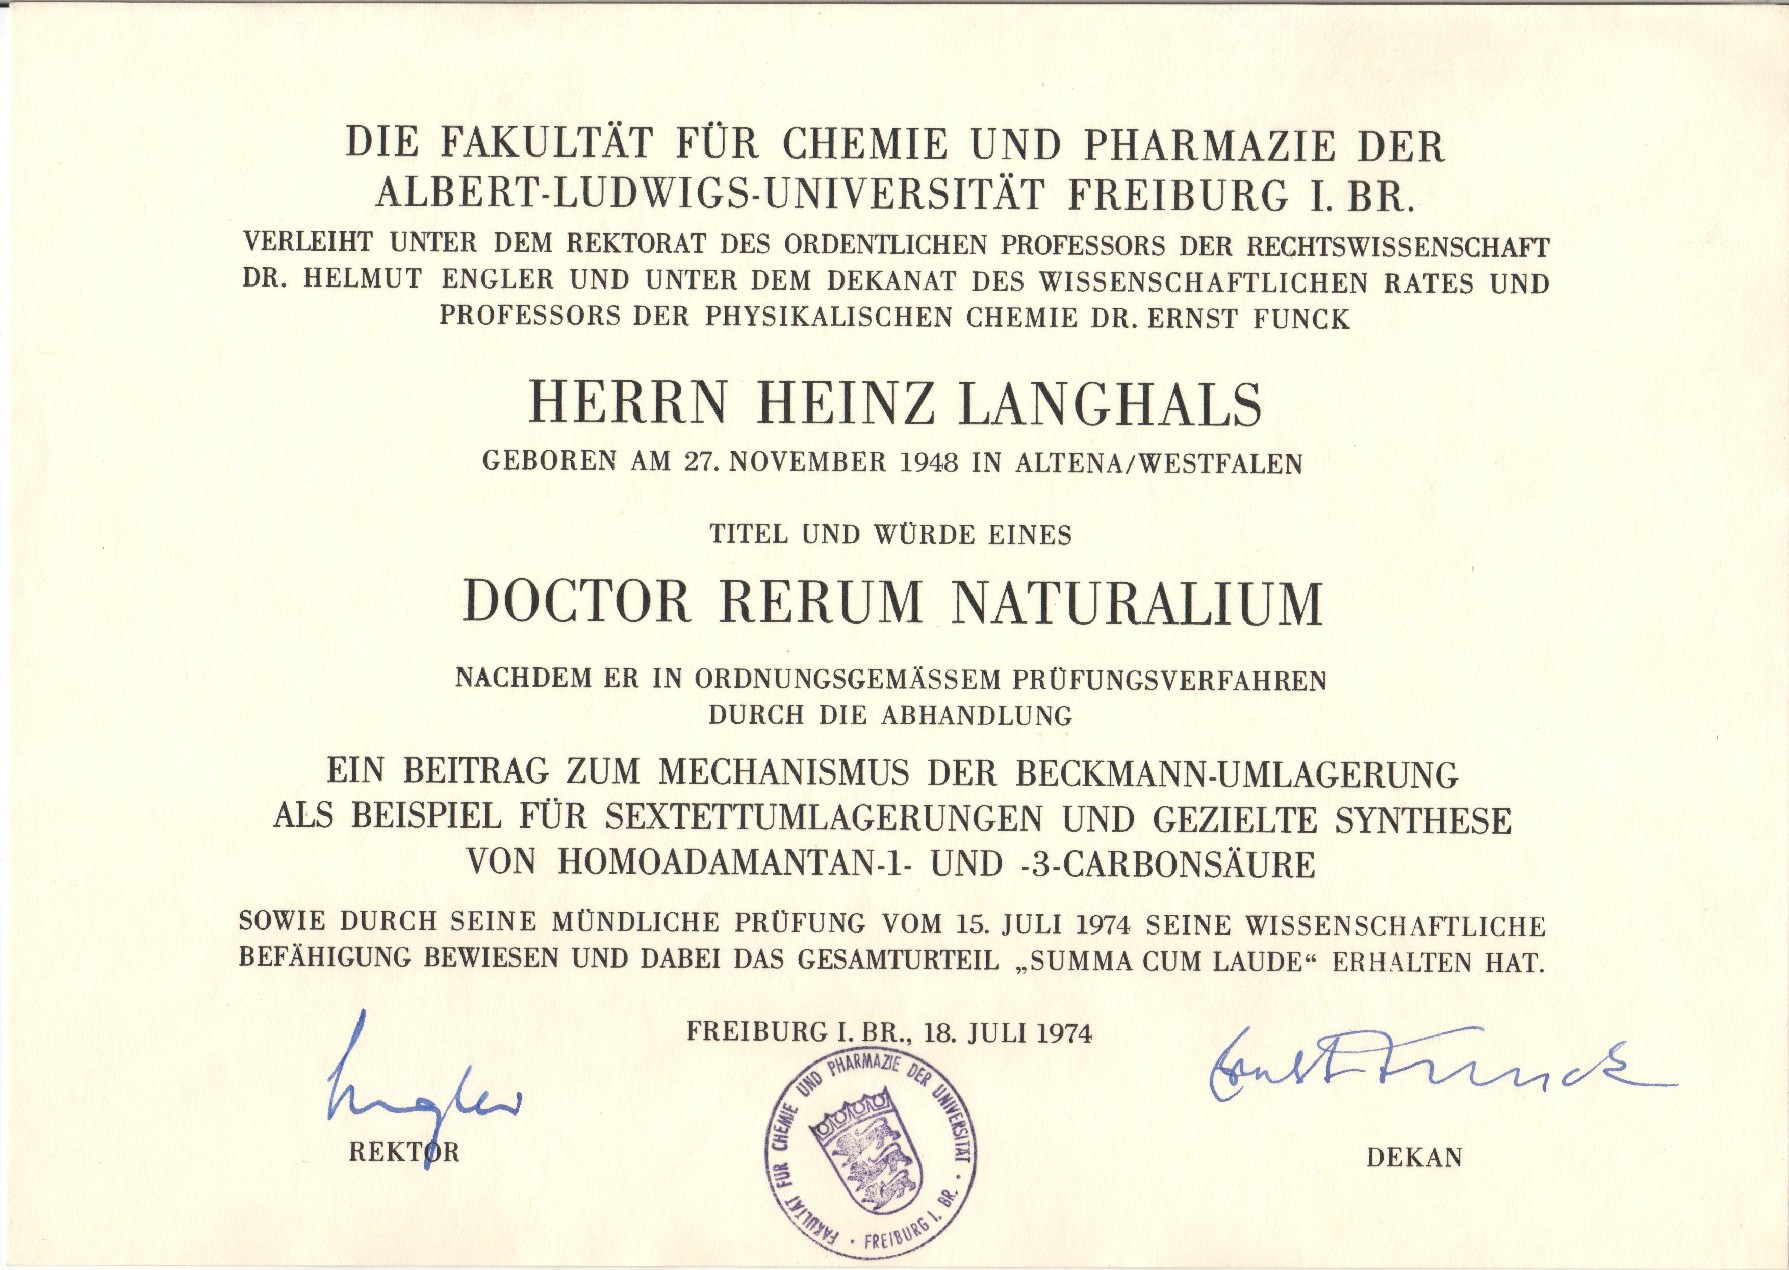 DIE FAKULTÄT FÜR CHEMIE UND PHARMAZIE DER
ALBERT-LUDWIGS-UNIVERSITÄT FREIBURG I. BR.
VERLEIHT UNTER DEM REKTORAT DES ORDENTLICHEN PROFESSORS DER RECHTSWISSENSCHAFT
DR. HELMUT ENGLER UND UNTER DEM DEKANAT DES WISSENSCHAFTLICHEN RATES UND
PROFESSORS DER PHYSIKALISCHEN CHEMIE DR. ERNST FUNCK
HERRN HEINZ LANGHALS
GEBOREN AM 27. NOVEMBER 1948 IN ALTENA/WESTFALEN
TITEL UND WÜRDE EINES
DOCTOR RERUM NATURALIUM
NACHDEM ER IN ORDNUNGSGEMÄSSEM PRÜFUNGSVERFAHREN
DURCH DIE ABHANDLUNG
EIN BEITRAG ZUM MECHANISMUS DER BECKMANN-UMLAGERUNG
ALS BEISPIEL FÜR SEXTETTUMLAGERUNGEN UND GEZIELTE SYNTHESE
VON HOMOADAMANTAN-1- UND -3-CARBONSÄURE
SOWIE DURCH SEINE MÜNDLICHE PRÜFUNG VOM 15. JULI 1974 SEINE WISSENSCHAFTLICHE
BEFÄHIGUNG BEWIESEN UND DABEI DAS GESAMTURTEIL „SUMMA CUM LAUDE“ ERHALTEN HAT.
FREIBURG I. BR., 18. JULI 1974
Engler
Ernst Funck
REKTOR
DEKAN
FAKULTÄT FÜR CHEMIE UND PHARMAZIE DER UNIVERSITÄT
· FREIBURG I. BR. ·